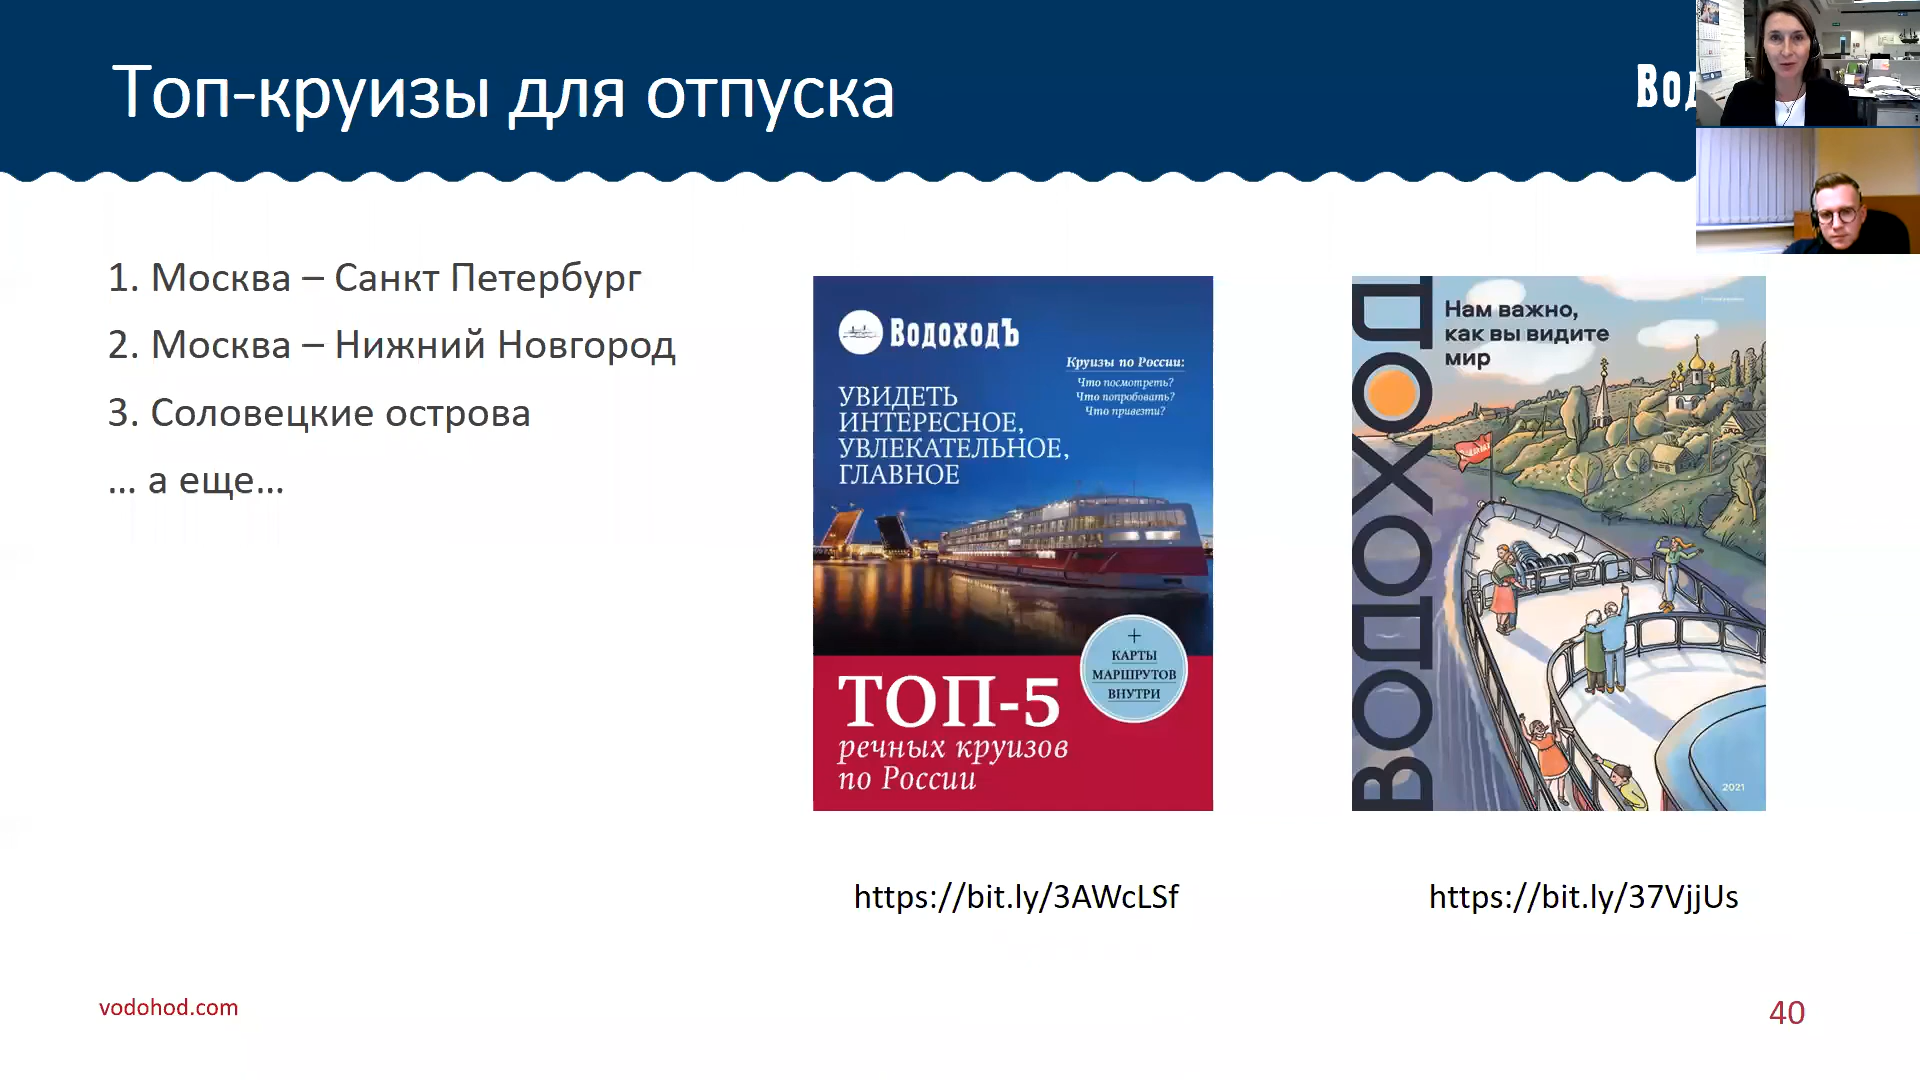 Топ-круизы для отпуска
1. Москва – Санкт Петербург
2. Москва – Нижний Новгород
3. Соловецкие острова
... а еще...
ВодоходЪ
Круизы по России:
Что посмотреть?
Что попробовать?
Что привезти?
УВИДЕТЬ
ИНТЕРЕСНОЕ,
УВЛЕКАТЕЛЬНОЕ,
ГЛАВНОЕ
+
КАРТЫ
МАРШРУТОВ
ВНУТРИ
ТОП-5
речных круизов
по России
https://bit.ly/3AWcLSf
ВОДОХОД
Нам важно,
как вы видите
мир
2021
https://bit.ly/37VjjUs
vodohod.com
40